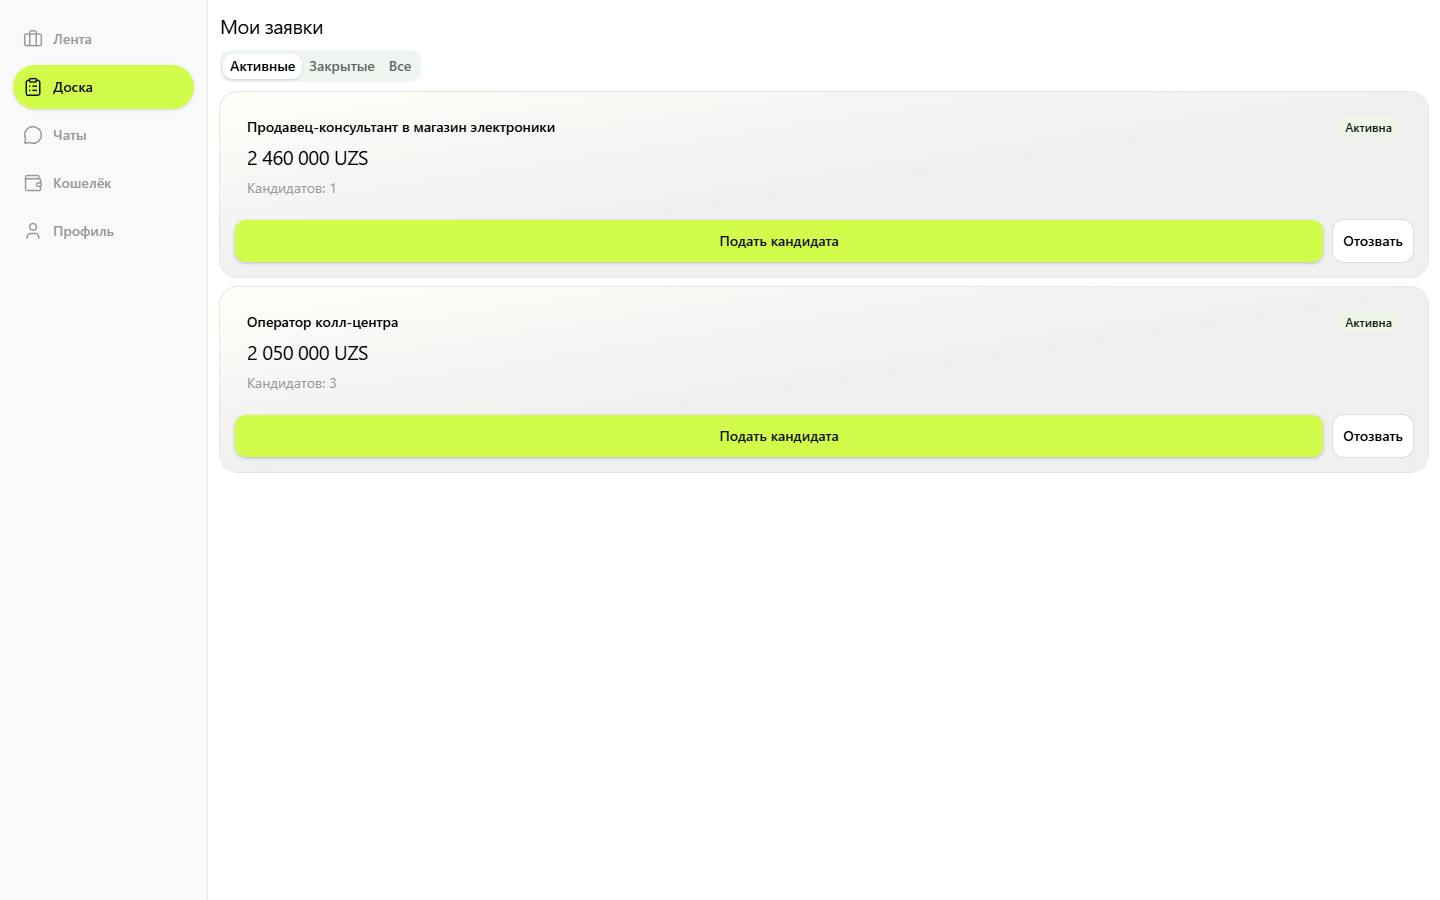 Лента
Доска
Чаты
Кошелёк
Профиль
Мои заявки
Активные Закрытые Все
Продавец-консультант в магазин электроники Активна
2 460 000 UZS
Кандидатов: 1
Подать кандидата Отозвать
Оператор колл-центра Активна
2 050 000 UZS
Кандидатов: 3
Подать кандидата Отозвать